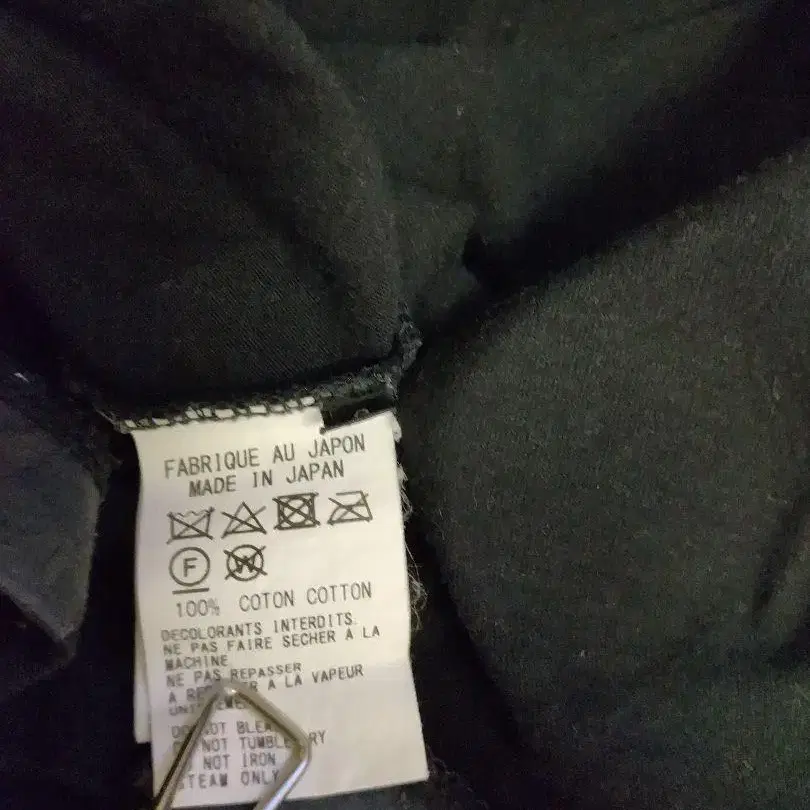 FABRIQUE AU JAPON
MADE IN JAPAN
F
W
100% COTON COTTON
DECOLORANTS INTERDITS.
NE PAS FAIRE SECHER A LA
MACHINE
NE PAS REPASSER
A A LA VAPEUR
NOT
NOT TUMBLE
NOT IRON
STEAM ONLY